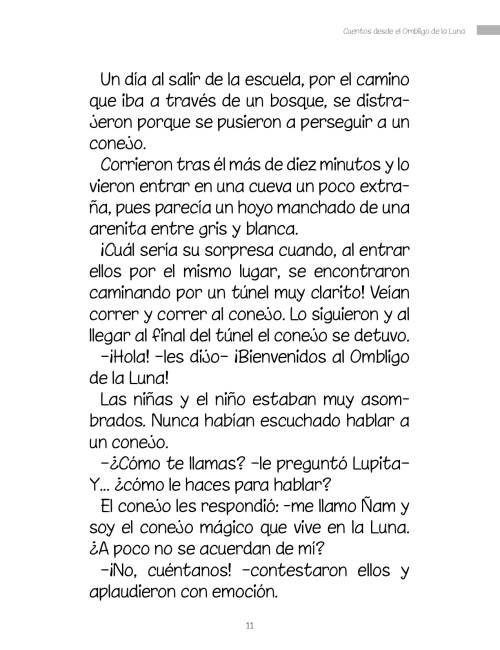 Cuentos desde el Ombligo de la Luna
Un día al salir de la escuela, por el camino
que iba a través de un bosque, se distra-
jeron porque se pusieron a perseguir a un
conejo.
Corrieron tras él más de diez minutos y lo
vieron entrar en una cueva un poco extra-
ña, pues parecía un hoyo manchado de una
arenita entre gris y blanca.
¡Cuál sería su sorpresa cuando, al entrar
ellos por el mismo lugar, se encontraron
caminando por un túnel muy clarito! Veían
correr y correr al conejo. Lo siguieron y al
llegar al final del túnel el conejo se detuvo.
–¡Hola! –les dijo– ¡Bienvenidos al Ombligo
de la Luna!
Las niñas y el niño estaban muy asom-
brados. Nunca habían escuchado hablar a
un conejo.
–¿Cómo te llamas? –le preguntó Lupita–
Y... ¿cómo le haces para hablar?
El conejo les respondió: -me llamo Ñam y
soy el conejo mágico que vive en la Luna.
¿A poco no se acuerdan de mí?
–¡No, cuéntanos! –contestaron ellos y
aplaudieron con emoción.
11